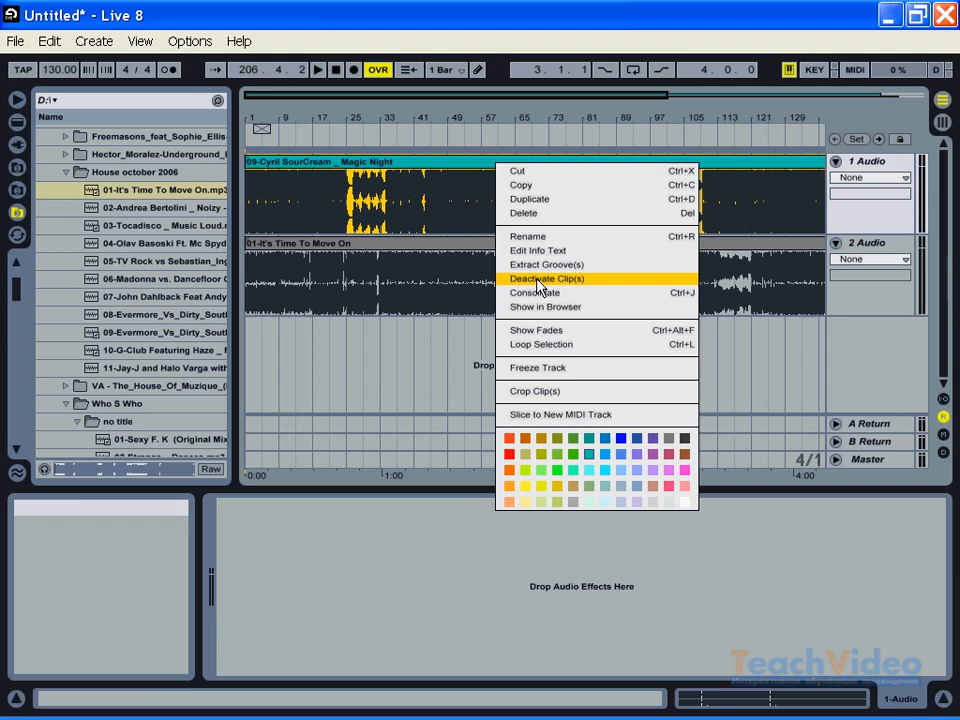 Untitled* - Live 8
File Edit Create View Options Help
TAP 130.00 4 / 4 206. 4. 2 OVR 1 Bar 3. 1. 1 4. 0. 0 KEY MIDI 0 % D
D:\
Name
Freemasons_feat_Sophie_Ellis-
Hector_Moralez-Underground_
House october 2006
01-It's Time To Move On.mp3
02-Andrea Bertolini _ Noizy -
03-Tocadisco _ Music Loud.r
04-Olav Basoski Ft. Mc Spyd
05-TV Rock vs Sebastian_Ing
06-Madonna vs. Dancefloor O
07-John Dahlback Feat Andy
08-Evermore_Vs_Dirty_Sout
09-Evermore_Vs_Dirty_Sout
10-G-Club Featuring Haze _ F
11-Jay-J and Halo Varga with
VA - The_House_Of_Muzique_(
Who S Who
no title
01-Sexy F. K (Original Mix
Raw
1 9 17 25 33 41 49 57 65 73 81 89 97 105 113 121 129
Set
09-Cyril SourCream _ Magic Night
01-It's Time To Move On
Drop
1 Audio
None
2 Audio
None
A Return
B Return
Master
4/1
0:00 1:00 4:00
Cut Ctrl+X
Copy Ctrl+C
Duplicate Ctrl+D
Delete Del
Rename Ctrl+R
Edit Info Text
Extract Groove(s)
Deactivate Clip(s)
Consolidate Ctrl+J
Show in Browser
Show Fades Ctrl+Alt+F
Loop Selection Ctrl+L
Freeze Track
Crop Clip(s)
Slice to New MIDI Track
Drop Audio Effects Here
TeachVideo
1-Audio